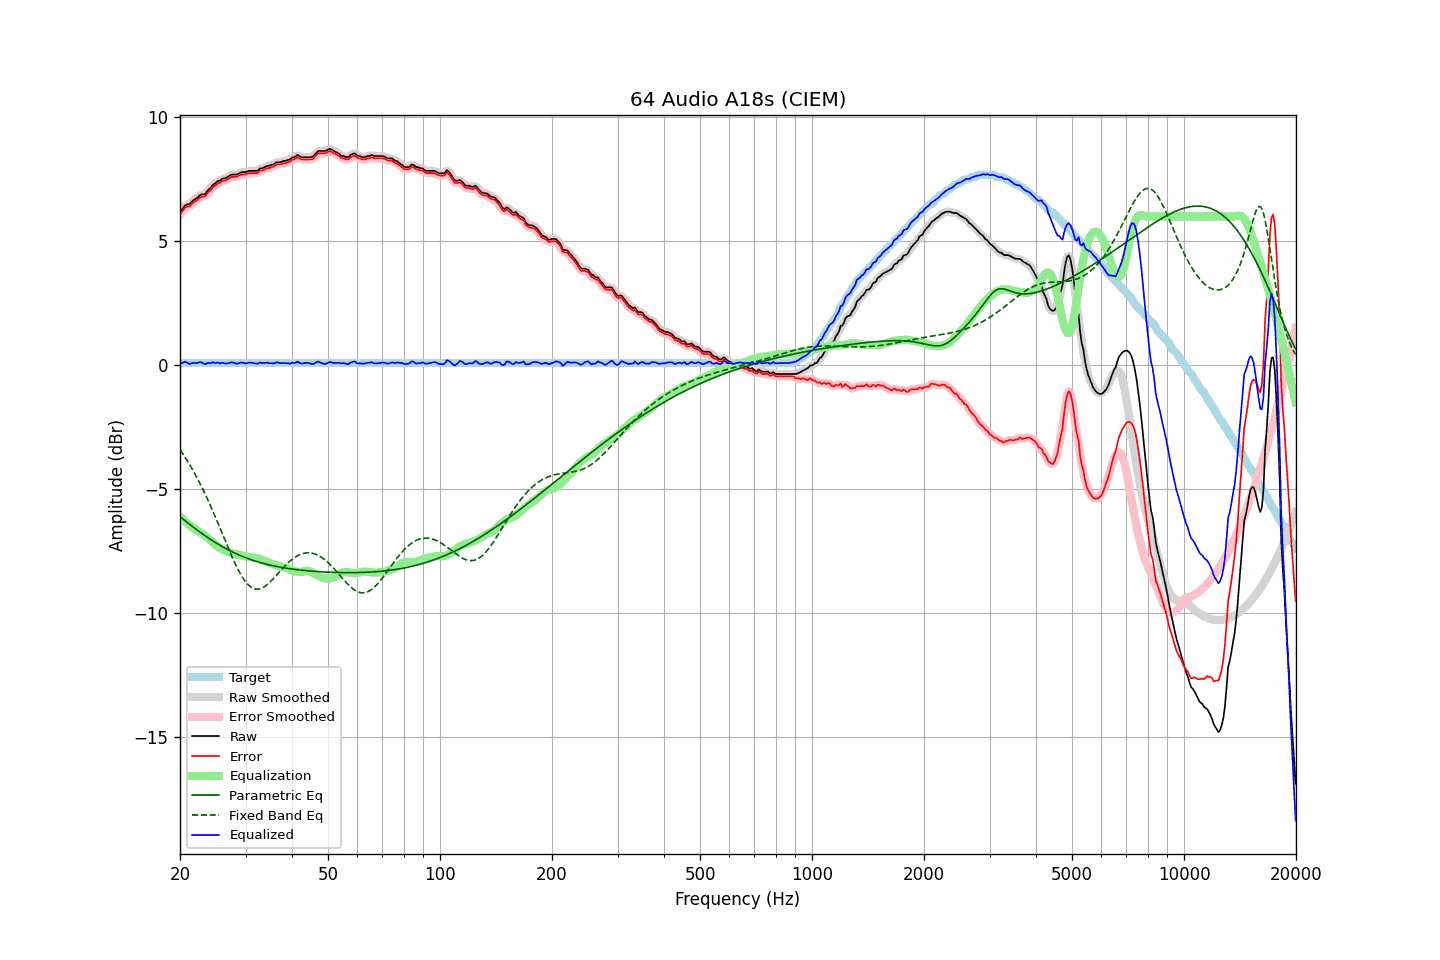 64 Audio A18s (CIEM)
10
5
0
−5
−10
−15
Amplitude (dBr)
Target
Raw Smoothed
Error Smoothed
Raw
Error
Equalization
Parametric Eq
Fixed Band Eq
Equalized
20 50 100 200 500 1000 2000 5000 10000 20000
Frequency (Hz)